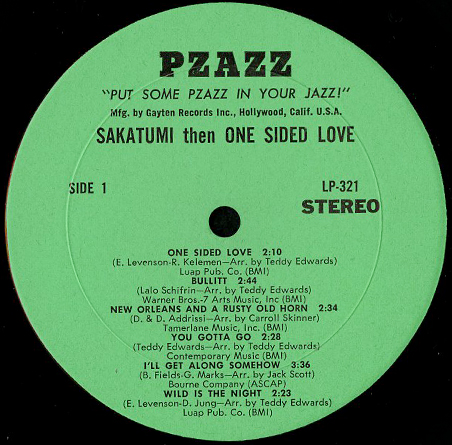 PZAZZ
"PUT SOME PZAZZ IN YOUR JAZZ!"
Mfg. by Gayten Records Inc., Hollywood, Calif. U.S.A.
SAKATUMI then ONE SIDED LOVE
SIDE 1
LP-321
STEREO
ONE SIDED LOVE 2:10
(E. Levenson-R. Kelemen—Arr. by Teddy Edwards)
Luap Pub. Co. (BMI)
BULLITT 2:44
(Lalo Schifrin—Arr. by Teddy Edwards)
Warner Bros.-7 Arts Music, Inc (BMI)
NEW ORLEANS AND A RUSTY OLD HORN 2:34
(D. & D. Addrissi—Arr. by Carroll Skinner)
Tamerlane Music, Inc. (BMI)
YOU GOTTA GO 2:28
(Teddy Edwards—Arr. by Teddy Edwards)
Contemporary Music (BMI)
I'LL GET ALONG SOMEHOW 3:36
(B. Fields-G. Marks—Arr. by Jack Scott)
Bourne Company (ASCAP)
WILD IS THE NIGHT 2:23
(E. Levenson-D. Jung—Arr. by Teddy Edwards)
Luap Pub. Co. (BMI)